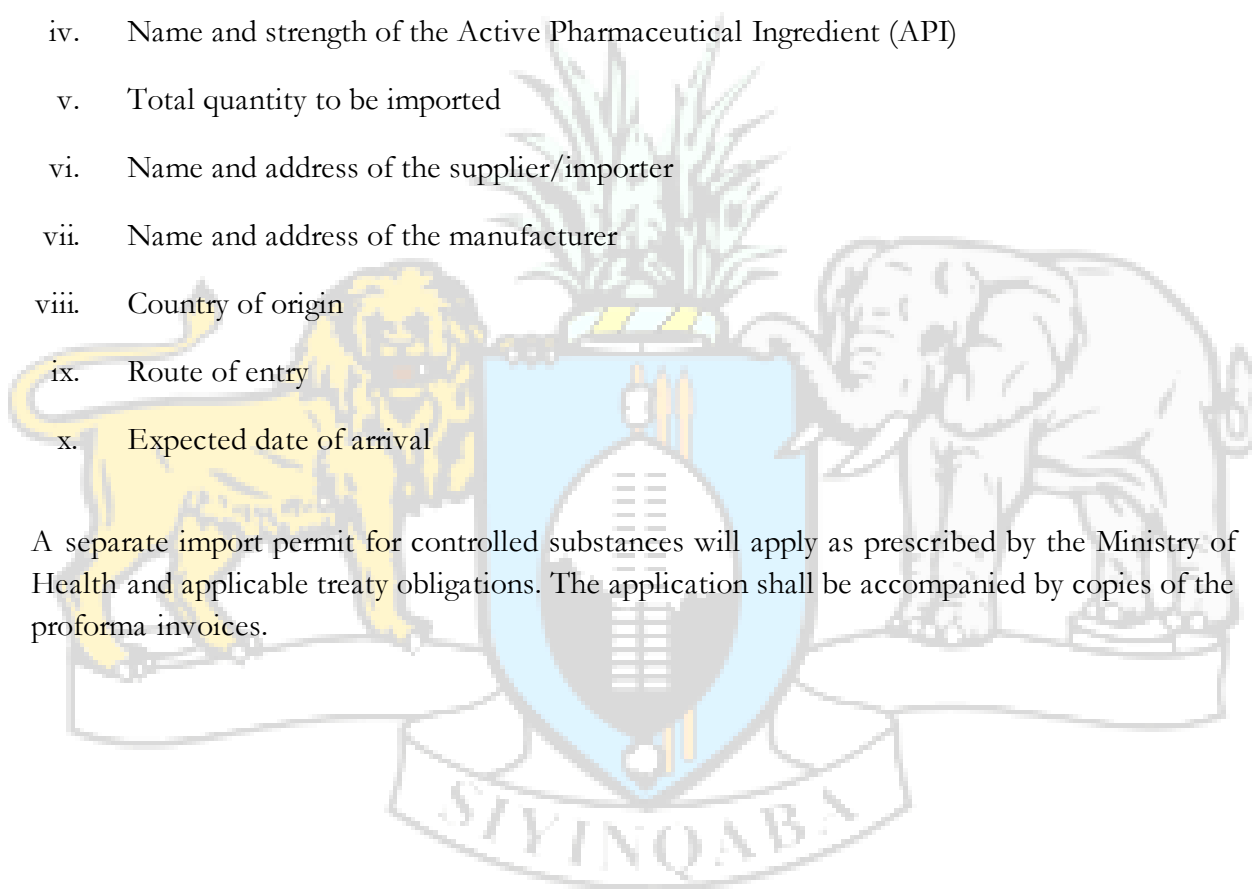 iv. Name and strength of the Active Pharmaceutical Ingredient (API)
v. Total quantity to be imported
vi. Name and address of the supplier/importer
vii. Name and address of the manufacturer
viii. Country of origin
ix. Route of entry
x. Expected date of arrival
A separate import permit for controlled substances will apply as prescribed by the Ministry of
Health and applicable treaty obligations. The application shall be accompanied by copies of the
proforma invoices.
SIYINQABA